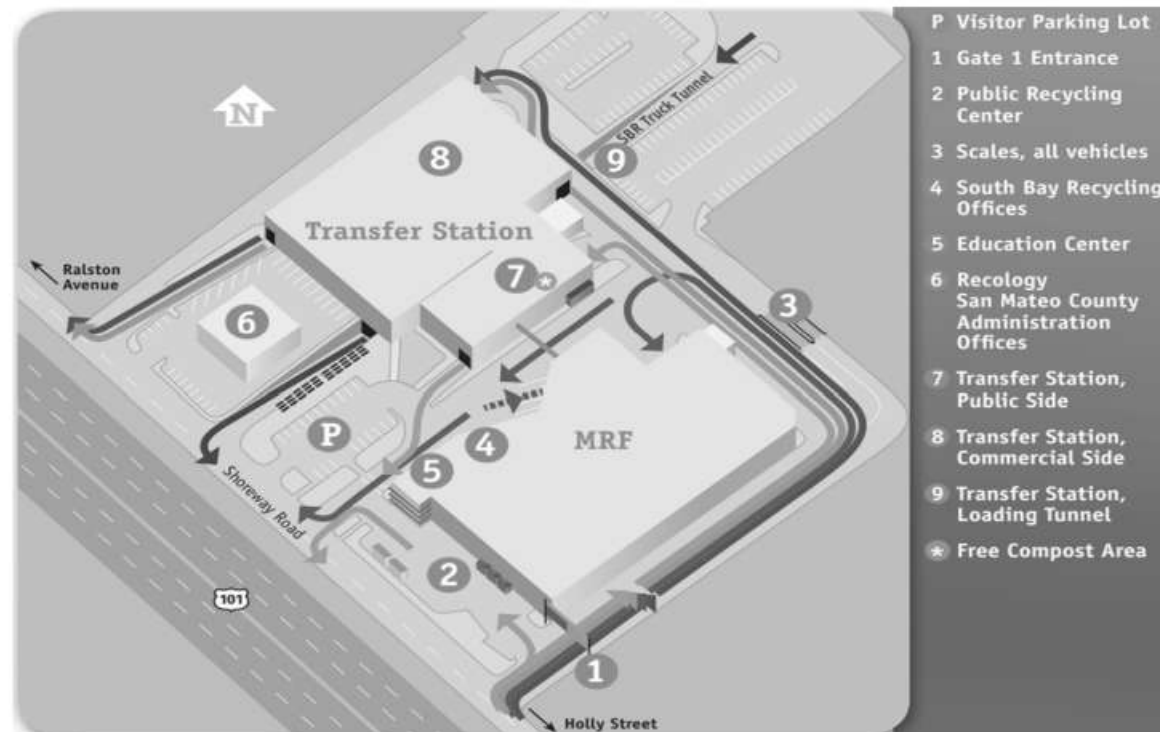 N
SBR Truck Tunnel
8
9
Transfer Station
7 *
Ralston
Avenue
6
3
P
4
MRF
5
Shoreway Road
2
101
1
Holly Street
P Visitor Parking Lot
1 Gate 1 Entrance
2 Public Recycling
Center
3 Scales, all vehicles
4 South Bay Recycling
Offices
5 Education Center
6 Recology
San Mateo County
Administration
Offices
7 Transfer Station,
Public Side
8 Transfer Station,
Commercial Side
9 Transfer Station,
Loading Tunnel
* Free Compost Area